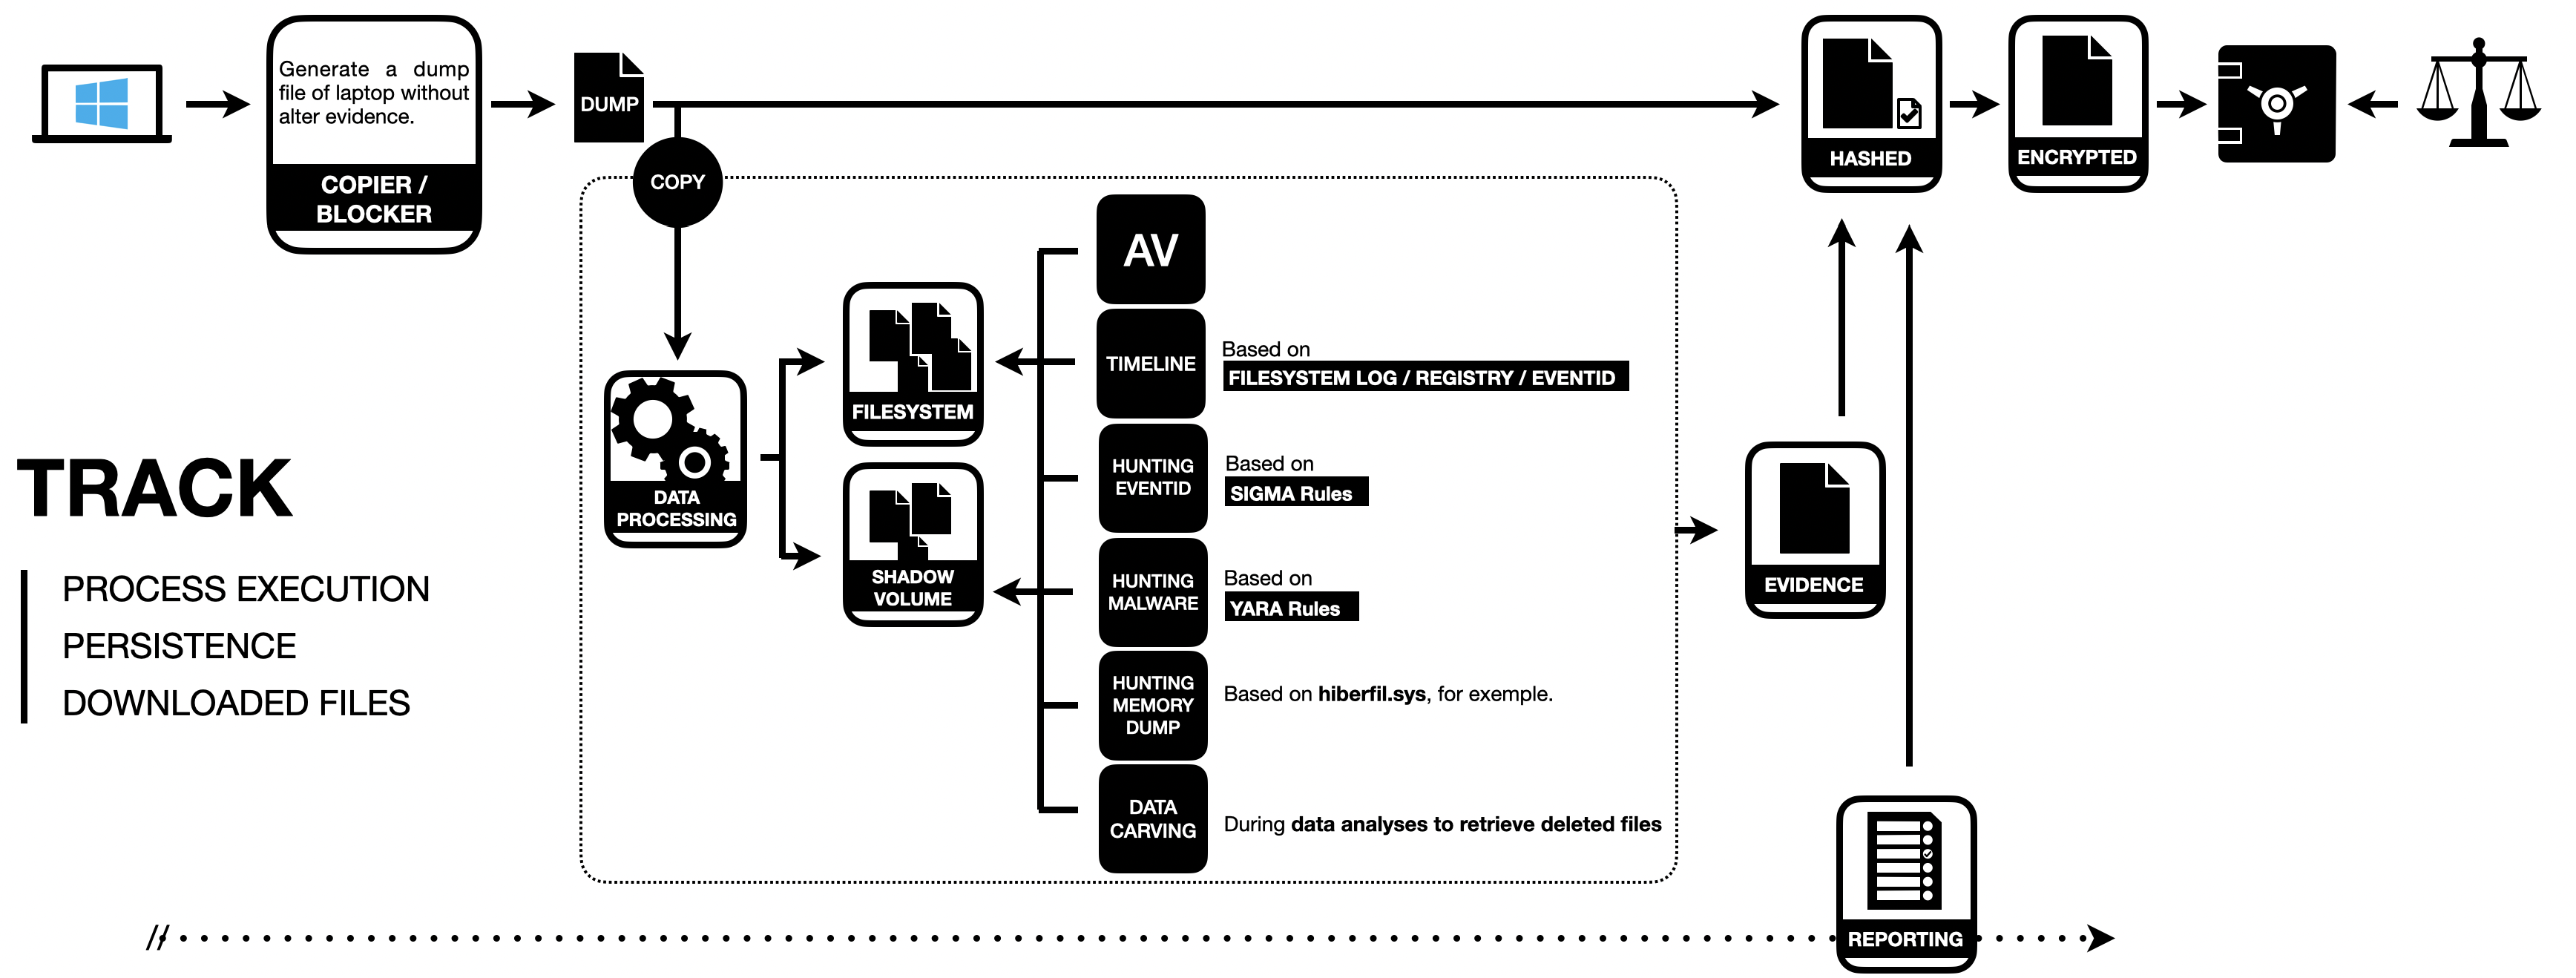 Generate a dump
file of laptop without
alter evidence.
COPIER /
BLOCKER
DUMP
COPY
HASHED
ENCRYPTED
AV
TIMELINE
Based on
FILESYSTEM LOG / REGISTRY / EVENTID
FILESYSTEM
HUNTING
EVENTID
Based on
SIGMA Rules
DATA
PROCESSING
SHADOW
VOLUME
HUNTING
MALWARE
Based on
YARA Rules
HUNTING
MEMORY
DUMP
Based on hiberfil.sys, for exemple.
DATA
CARVING
During data analyses to retrieve deleted files
EVIDENCE
TRACK
PROCESS EXECUTION
PERSISTENCE
DOWNLOADED FILES
//
REPORTING